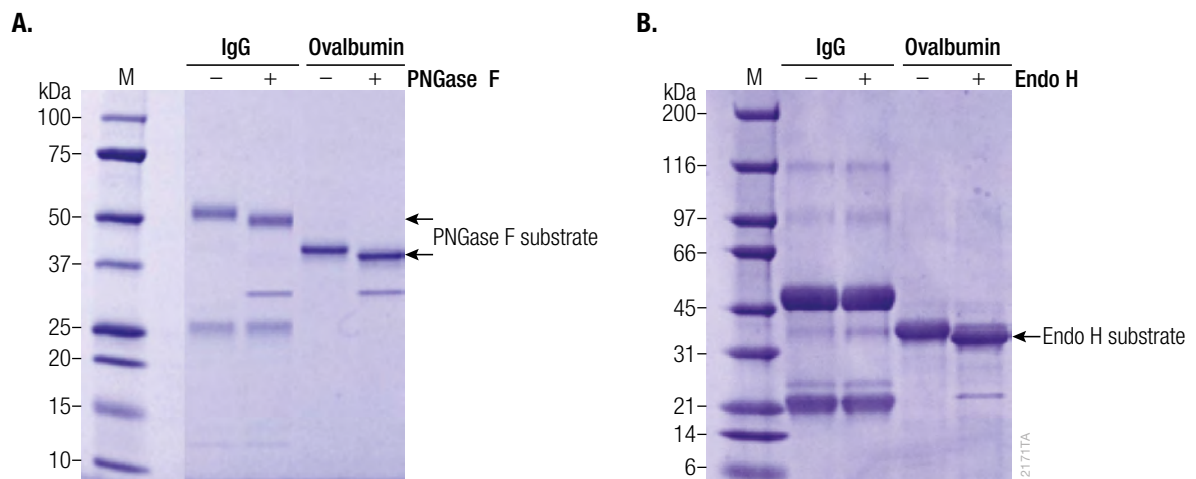 A.
IgG Ovalbumin
kDa M – + – + PNGase F
100
75
50
37
25
20
15
10
PNGase F substrate
B.
IgG Ovalbumin
kDa M – + – + Endo H
200
116
97
66
45
31
21
14
6
Endo H substrate
2171TA